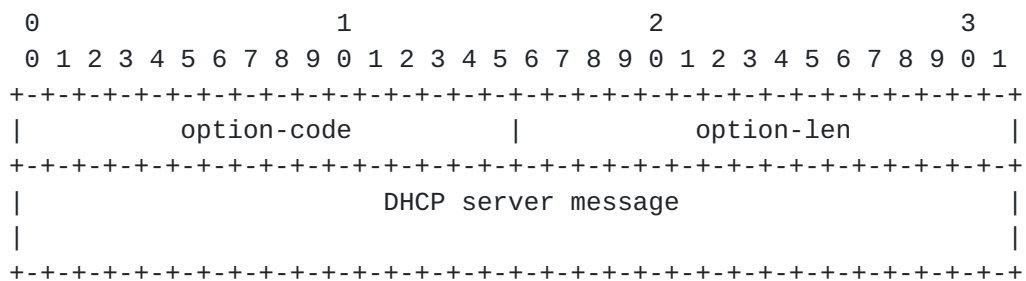 0                   1                   2                   3
 0 1 2 3 4 5 6 7 8 9 0 1 2 3 4 5 6 7 8 9 0 1 2 3 4 5 6 7 8 9 0 1
+-+-+-+-+-+-+-+-+-+-+-+-+-+-+-+-+-+-+-+-+-+-+-+-+-+-+-+-+-+-+-+-+
|          option-code          |           option-len          |
+-+-+-+-+-+-+-+-+-+-+-+-+-+-+-+-+-+-+-+-+-+-+-+-+-+-+-+-+-+-+-+-+
|                       DHCP server message                     |
|                                                               |
+-+-+-+-+-+-+-+-+-+-+-+-+-+-+-+-+-+-+-+-+-+-+-+-+-+-+-+-+-+-+-+-+